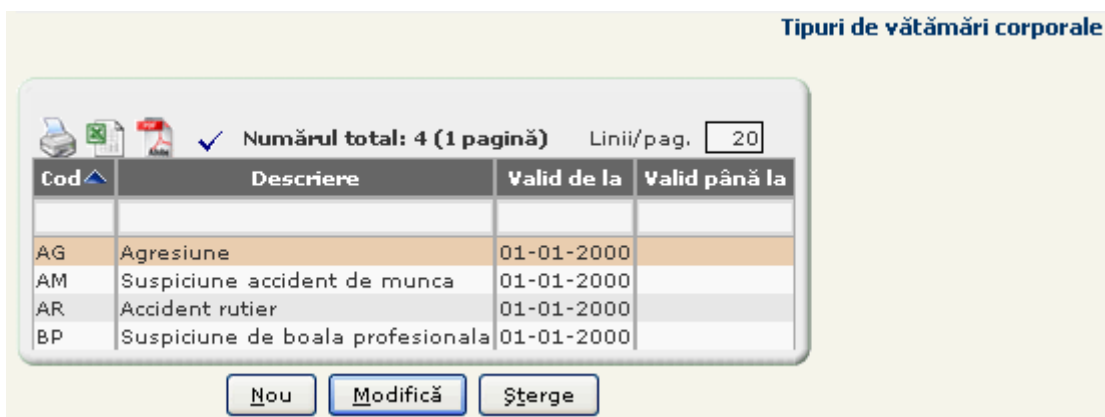 Tipuri de vătămări corporale
Numărul total: 4 (1 pagină) Linii/pag. 20
Cod Descriere Valid de la Valid până la
AG Agresiune 01-01-2000
AM Suspiciune accident de munca 01-01-2000
AR Accident rutier 01-01-2000
BP Suspiciune de boala profesionala 01-01-2000
Nou Modifică Şterge